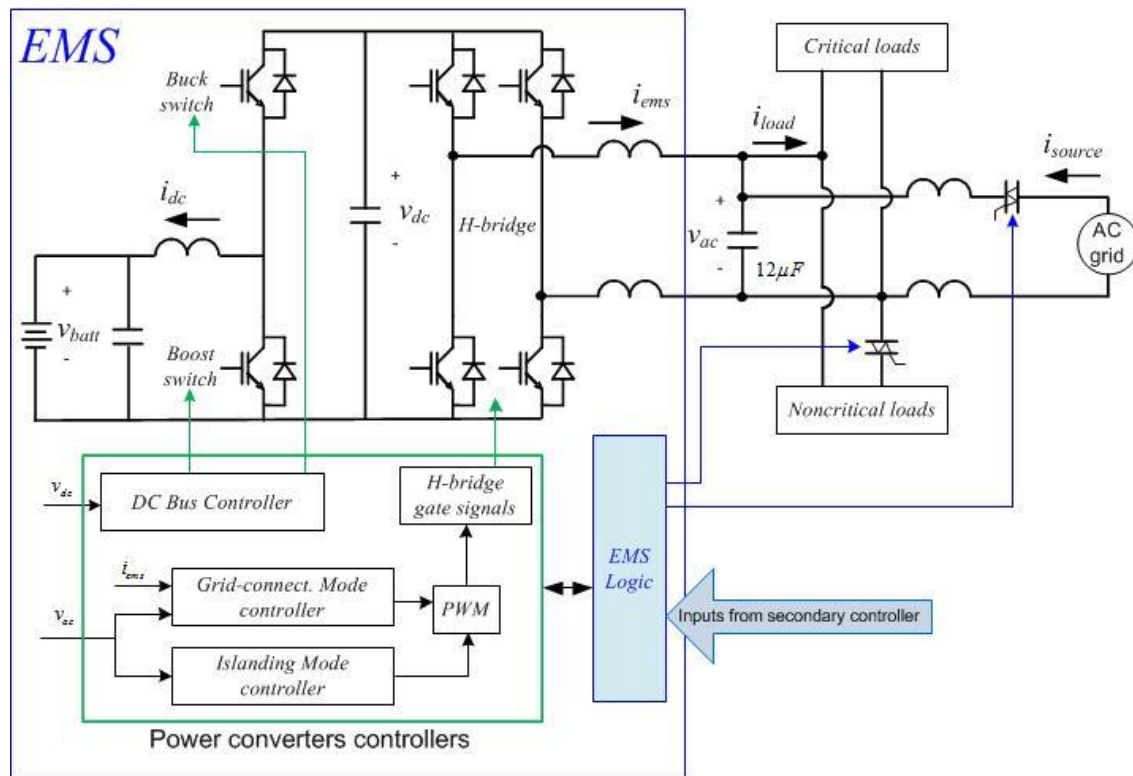 EMS
Buck
switch
i_dc
+
v_batt
-
Boost
switch
+
v_dc
-
H-bridge
i_ems
i_load
Critical loads
i_source
+
v_ac
-
12μF
AC
grid
Noncritical loads
v_dc
DC Bus Controller
H-bridge
gate signals
i_ems
Grid-connect. Mode
controller
PWM
v_ac
Islanding Mode
controller
EMS
Logic
Inputs from secondary controller
Power converters controllers